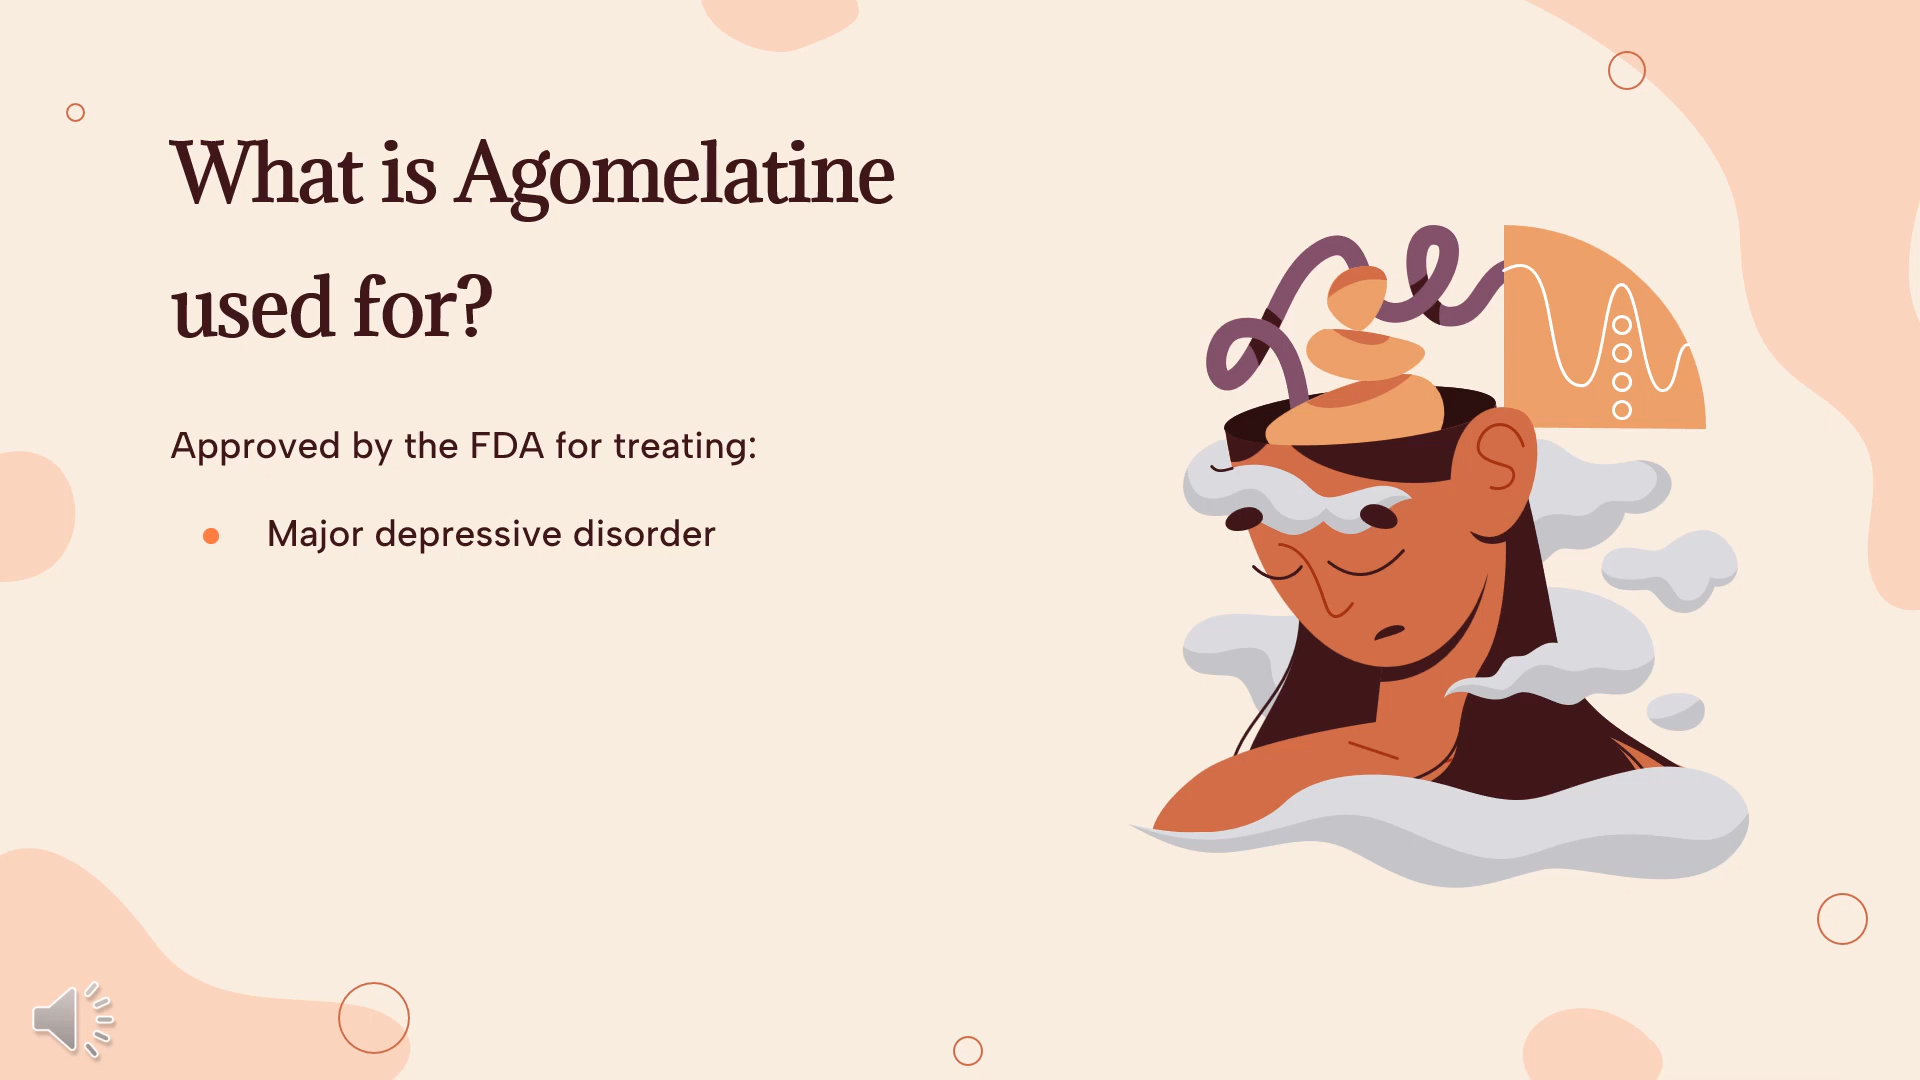 What is Agomelatine
used for?
Approved by the FDA for treating:
Major depressive disorder